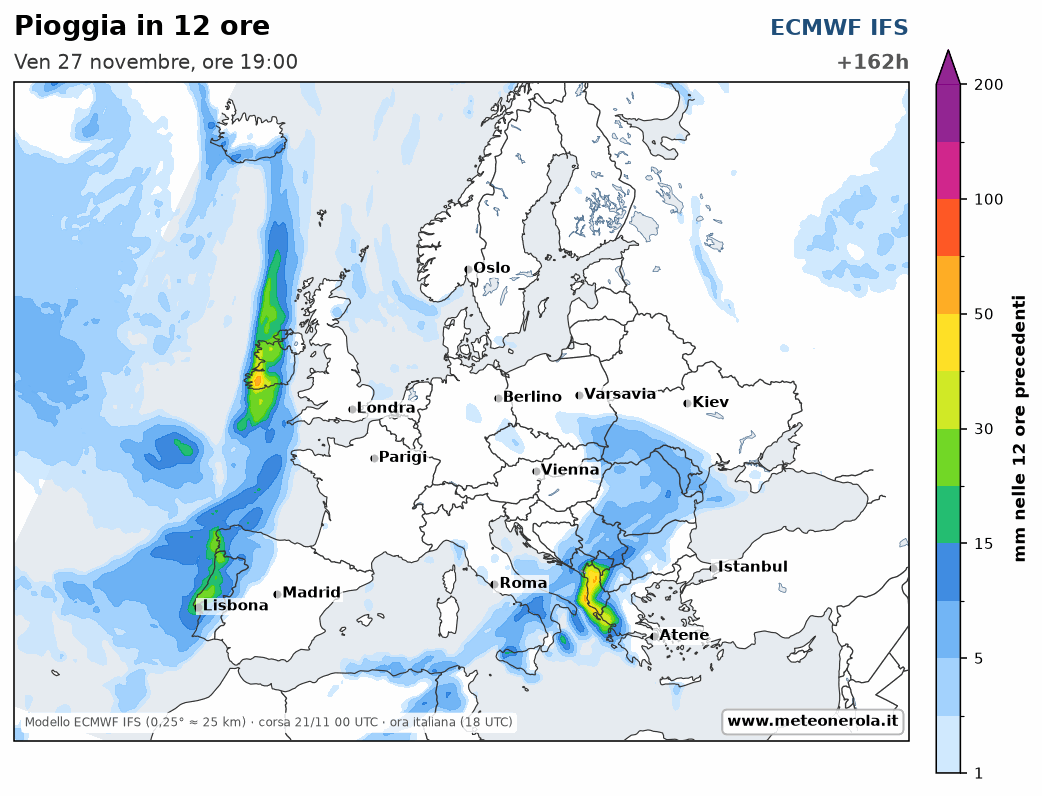 Pioggia in 12 ore
ECMWF IFS
Ven 27 novembre, ore 19:00
+162h
200
100
50
30
15
5
1
mm nelle 12 ore precedenti
Oslo
Londra
Berlino
Varsavia
Kiev
Parigi
Vienna
Istanbul
Roma
Madrid
Lisbona
Atene
Modello ECMWF IFS (0,25° ≈ 25 km) · corsa 21/11 00 UTC · ora italiana (18 UTC)
www.meteonerola.it